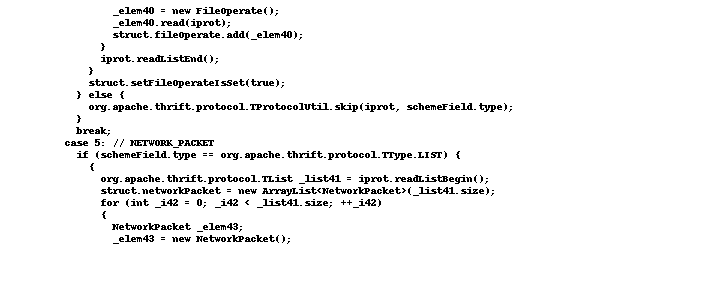 _elem40 = new FileOperate();
_elem40.read(iprot);
struct.fileOperate.add(_elem40);
}
iprot.readListEnd();
}
struct.setFileOperateIsSet(true);
} else {
org.apache.thrift.protocol.TProtocolUtil.skip(iprot, schemeField.type);
}
break;
case 5: // NETWORK_PACKET
if (schemeField.type == org.apache.thrift.protocol.TType.LIST) {
{
org.apache.thrift.protocol.TList _list41 = iprot.readListBegin();
struct.networkPacket = new ArrayList<NetworkPacket>(_list41.size);
for (int _i42 = 0; _i42 < _list41.size; ++_i42)
{
NetworkPacket _elem43;
_elem43 = new NetworkPacket();